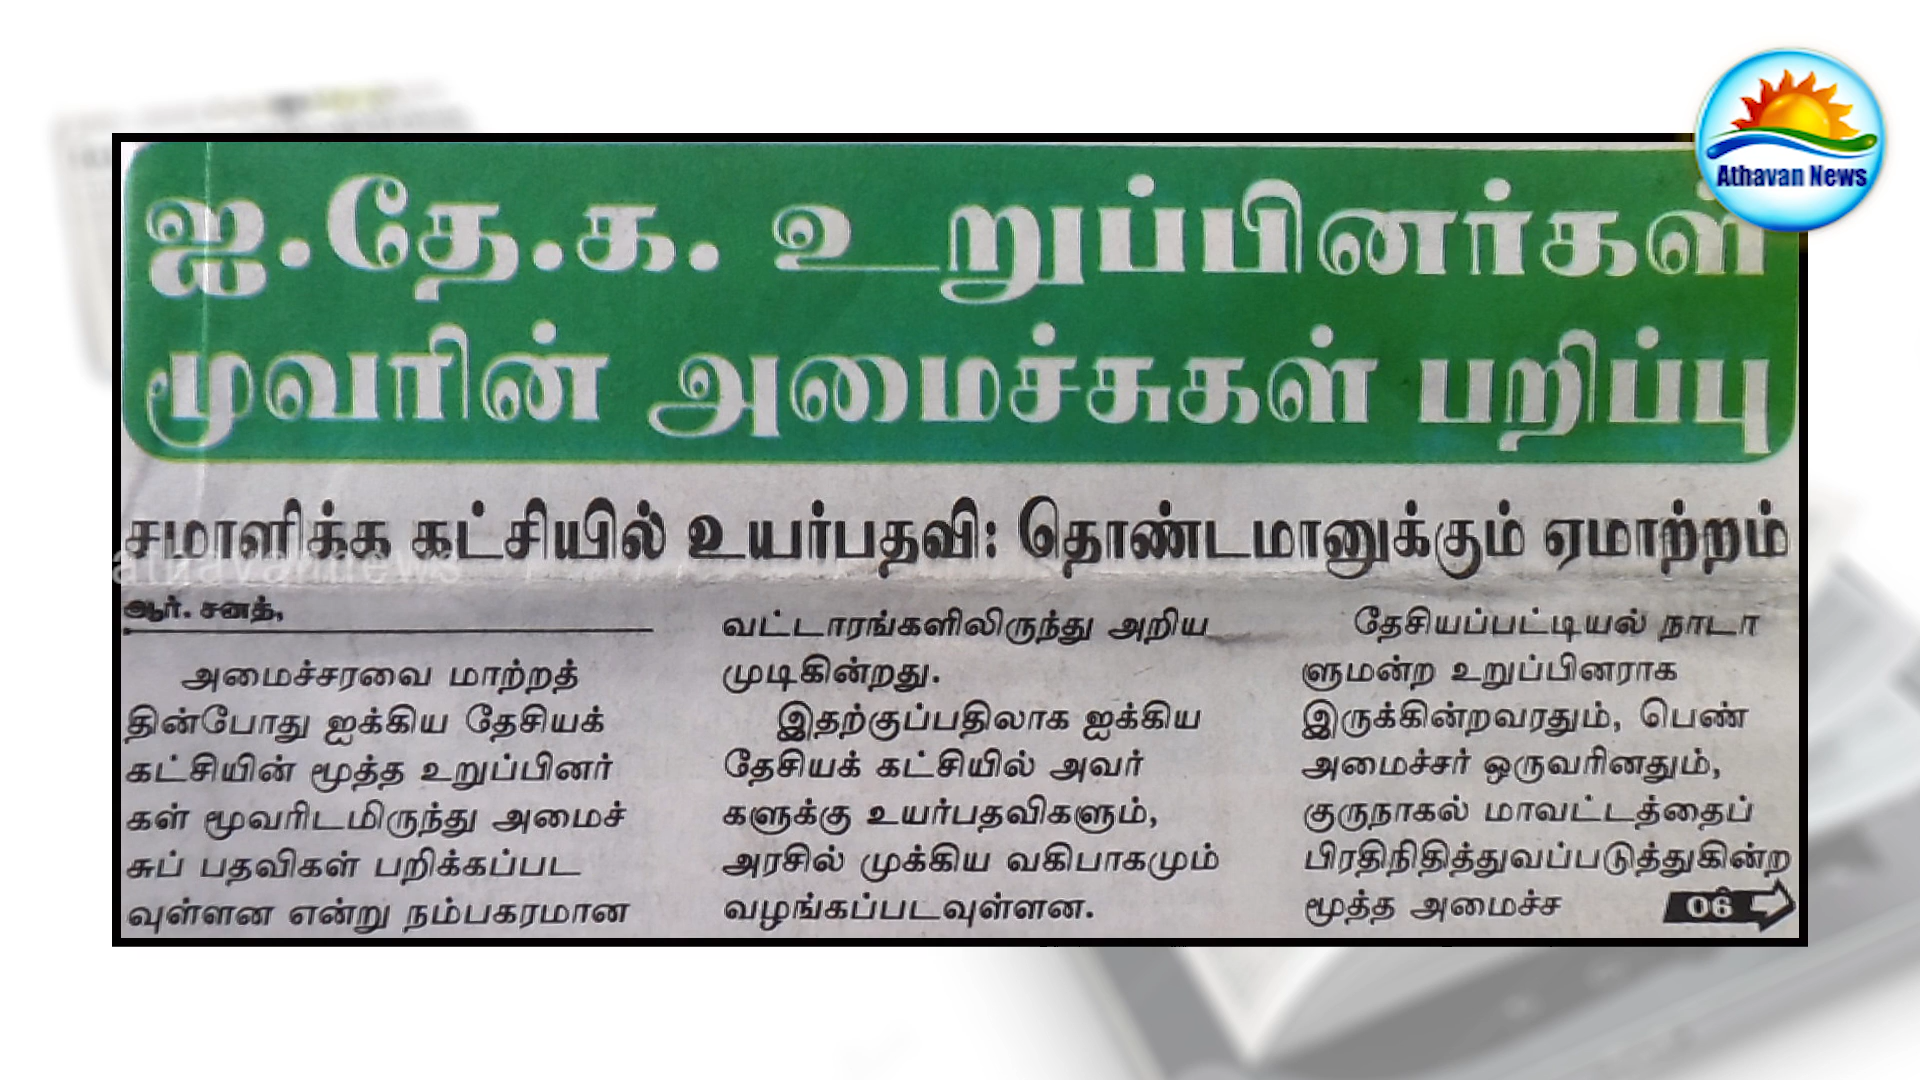 Athavan News
ஐ.தே.க. உறுப்பினர்கள்
மூவரின் அமைச்சுகள் பறிப்பு
சமாளிக்க கட்சியில் உயர்பதவி: தொண்டமானுக்கும் ஏமாற்றம்
athavannews
ஆர். சனத்,
அமைச்சரவை மாற்றத்
தின்போது ஐக்கிய தேசியக்
கட்சியின் மூத்த உறுப்பினர்
கள் மூவரிடமிருந்து அமைச்
சுப் பதவிகள் பறிக்கப்பட
வுள்ளன என்று நம்பகரமான
வட்டாரங்களிலிருந்து அறிய
முடிகின்றது.
இதற்குப்பதிலாக ஐக்கிய
தேசியக் கட்சியில் அவர்
களுக்கு உயர்பதவிகளும்,
அரசில் முக்கிய வகிபாகமும்
வழங்கப்படவுள்ளன.
தேசியப்பட்டியல் நாடா
ளுமன்ற உறுப்பினராக
இருக்கின்றவரதும், பெண்
அமைச்சர் ஒருவரினதும்,
குருநாகல் மாவட்டத்தைப்
பிரதிநிதித்துவப்படுத்துகின்ற
மூத்த அமைச்ச 06